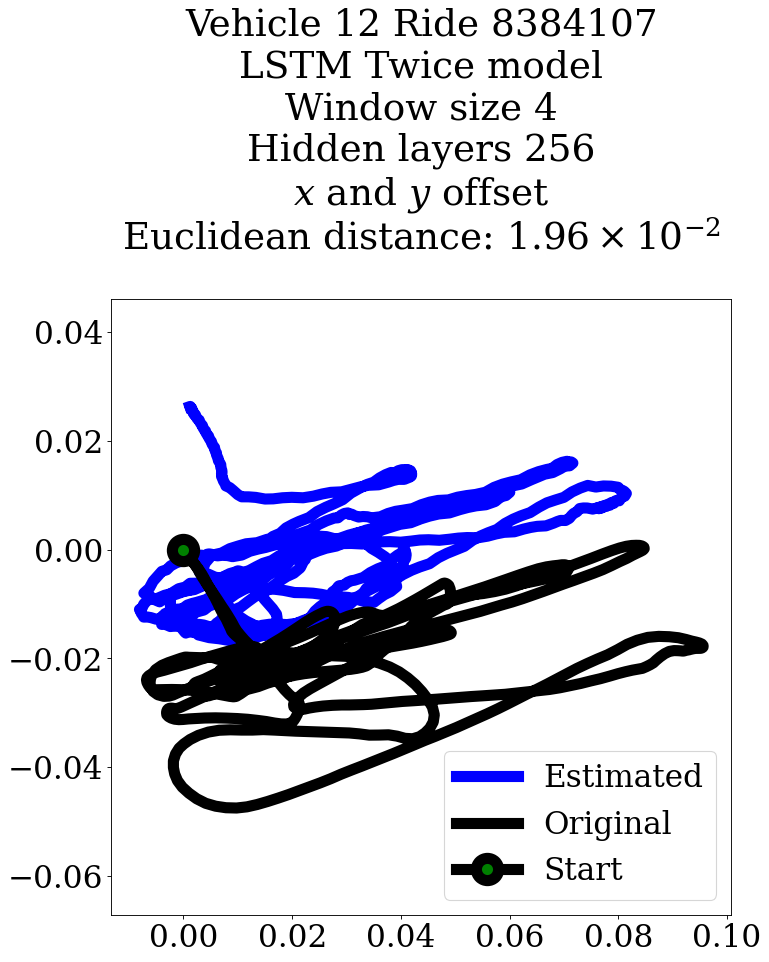 Vehicle 12 Ride 8384107
LSTM Twice model
Window size 4
Hidden layers 256
x and y offset
Euclidean distance: 1.96 × 10⁻²
0.04
0.02
0.00
−0.02
−0.04
−0.06
Estimated
Original
Start
0.00 0.02 0.04 0.06 0.08 0.10